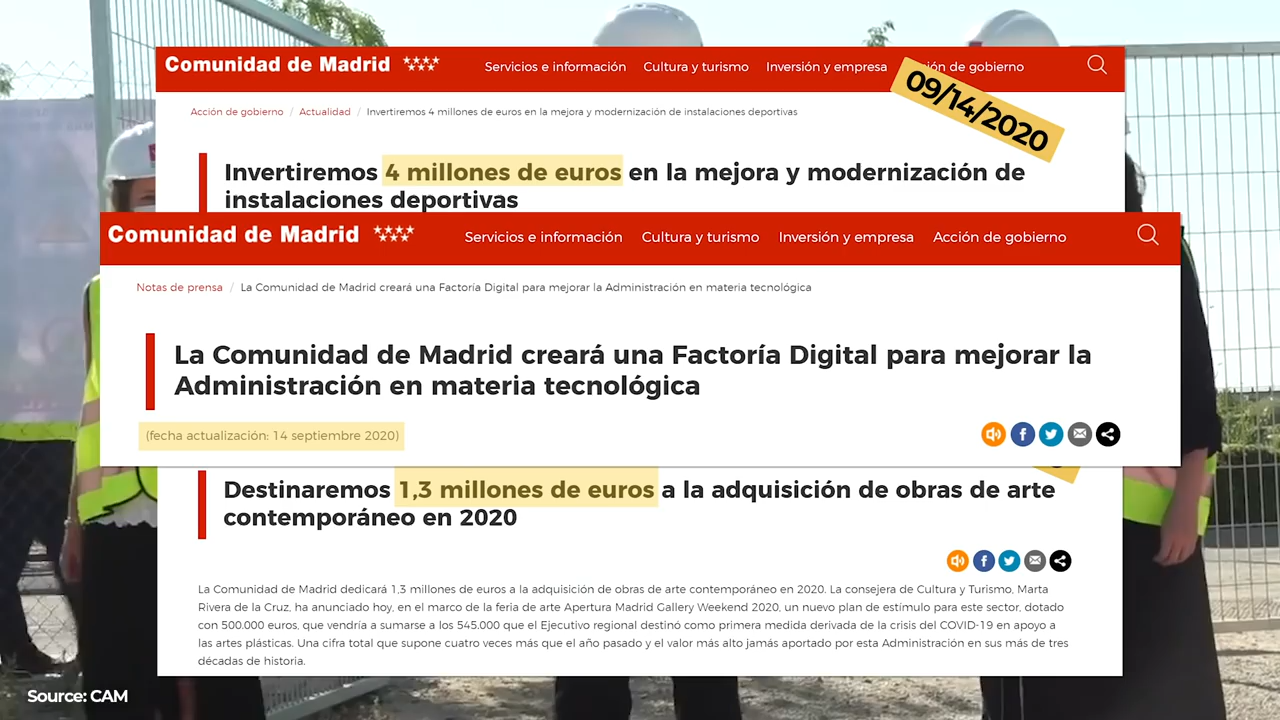 Comunidad de Madrid
Servicios e información Cultura y turismo Inversión y empresa ión de gobierno
09/14/2020
Acción de gobierno / Actualidad / Invertiremos 4 millones de euros en la mejora y modernización de instalaciones deportivas
Invertiremos 4 millones de euros en la mejora y modernización de
instalaciones deportivas
Comunidad de Madrid
Servicios e información Cultura y turismo Inversión y empresa Acción de gobierno
Notas de prensa / La Comunidad de Madrid creará una Factoría Digital para mejorar la Administración en materia tecnológica
La Comunidad de Madrid creará una Factoría Digital para mejorar la
Administración en materia tecnológica
(fecha actualización: 14 septiembre 2020)
Destinaremos 1,3 millones de euros a la adquisición de obras de arte
contemporáneo en 2020
La Comunidad de Madrid dedicará 1,3 millones de euros a la adquisición de obras de arte contemporáneo en 2020. La consejera de Cultura y Turismo, Marta
Rivera de la Cruz, ha anunciado hoy, en el marco de la feria de arte Apertura Madrid Gallery Weekend 2020, un nuevo plan de estímulo para este sector, dotado
con 500.000 euros, que vendría a sumarse a los 545.000 que el Ejecutivo regional destinó como primera medida derivada de la crisis del COVID-19 en apoyo a
las artes plásticas. Una cifra total que supone cuatro veces más que el año pasado y el valor más alto jamás aportado por esta Administración en sus más de tres
décadas de historia.
Source: CAM